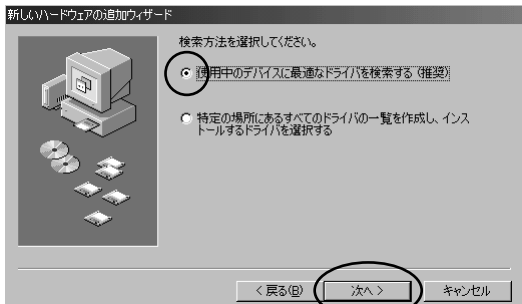 新しいハードウェアの追加ウィザード
検索方法を選択してください。
使用中のデバイスに最適なドライバを検索する (推奨)
特定の場所にあるすべてのドライバの一覧を作成し、インス
トールするドライバを選択する
< 戻る(B)
次へ >
キャンセル